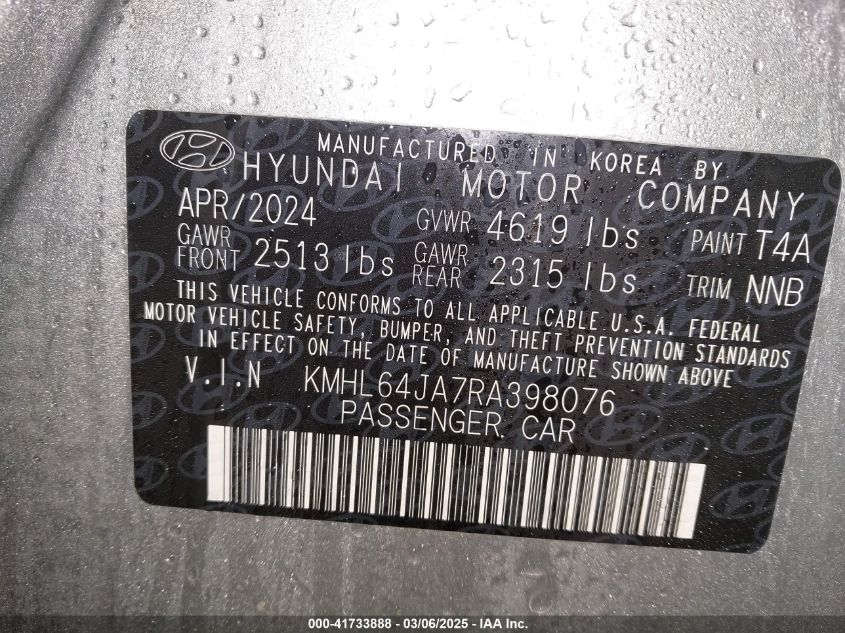 MANUFACTURED IN KOREA BY
HYUNDAI MOTOR COMPANY
APR/2024 GVWR 4619 lbs PAINT T4A
GAWR FRONT 2513 lbs GAWR REAR 2315 lbs TRIM NNB
THIS VEHICLE CONFORMS TO ALL APPLICABLE U.S.A. FEDERAL
MOTOR VEHICLE SAFETY, BUMPER, AND THEFT PREVENTION STANDARDS
IN EFFECT ON THE DATE OF MANUFACTURE SHOWN ABOVE
V.I.N KMHL64JA7RA398076
PASSENGER CAR
000-41733888 - 03/06/2025 - IAA Inc.